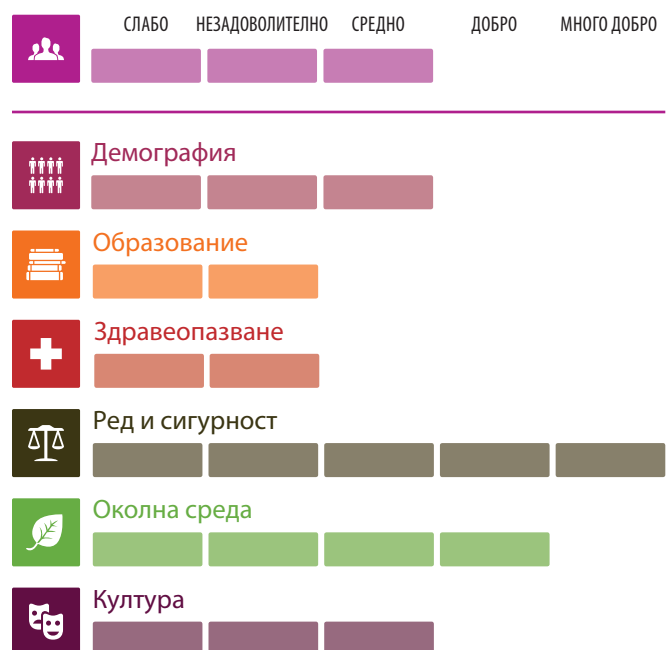 СЛАБО НЕЗАДОВОЛИТЕЛНО СРЕДНО ДОБРО МНОГО ДОБРО
Демография
Образование
Здравеопазване
Ред и сигурност
Околна среда
Култура